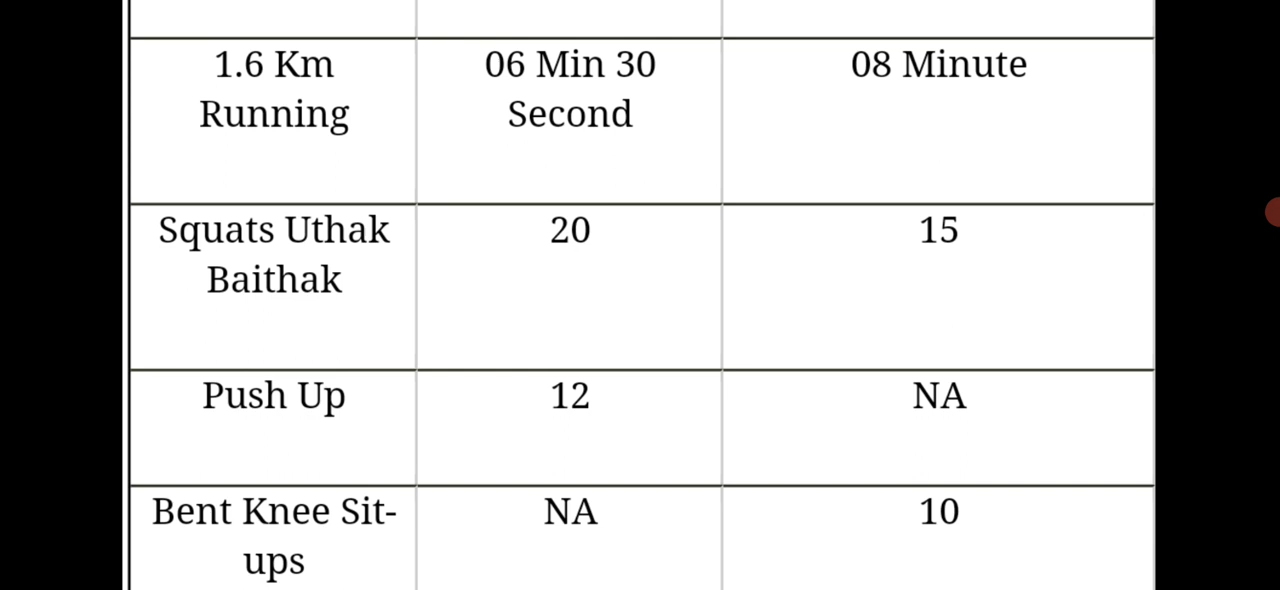 1.6 Km 06 Min 30 08 Minute
Running Second
Squats Uthak 20 15
Baithak
Push Up 12 NA
Bent Knee Sit- NA 10
ups